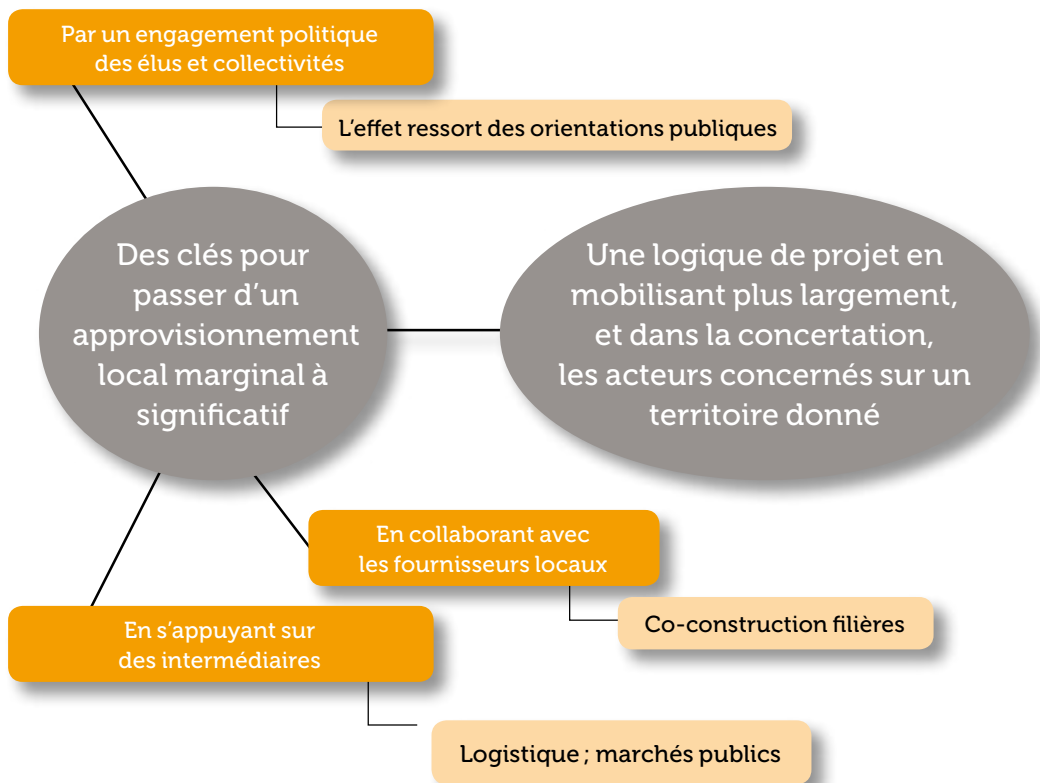 Par un engagement politique
des élus et collectivités
L'effet ressort des orientations publiques
Des clés pour
passer d'un
approvisionnement
local marginal à
significatif
Une logique de projet en
mobilisant plus largement,
et dans la concertation,
les acteurs concernés sur un
territoire donné
En collaborant avec
les fournisseurs locaux
Co-construction filières
En s'appuyant sur
des intermédiaires
Logistique ; marchés publics